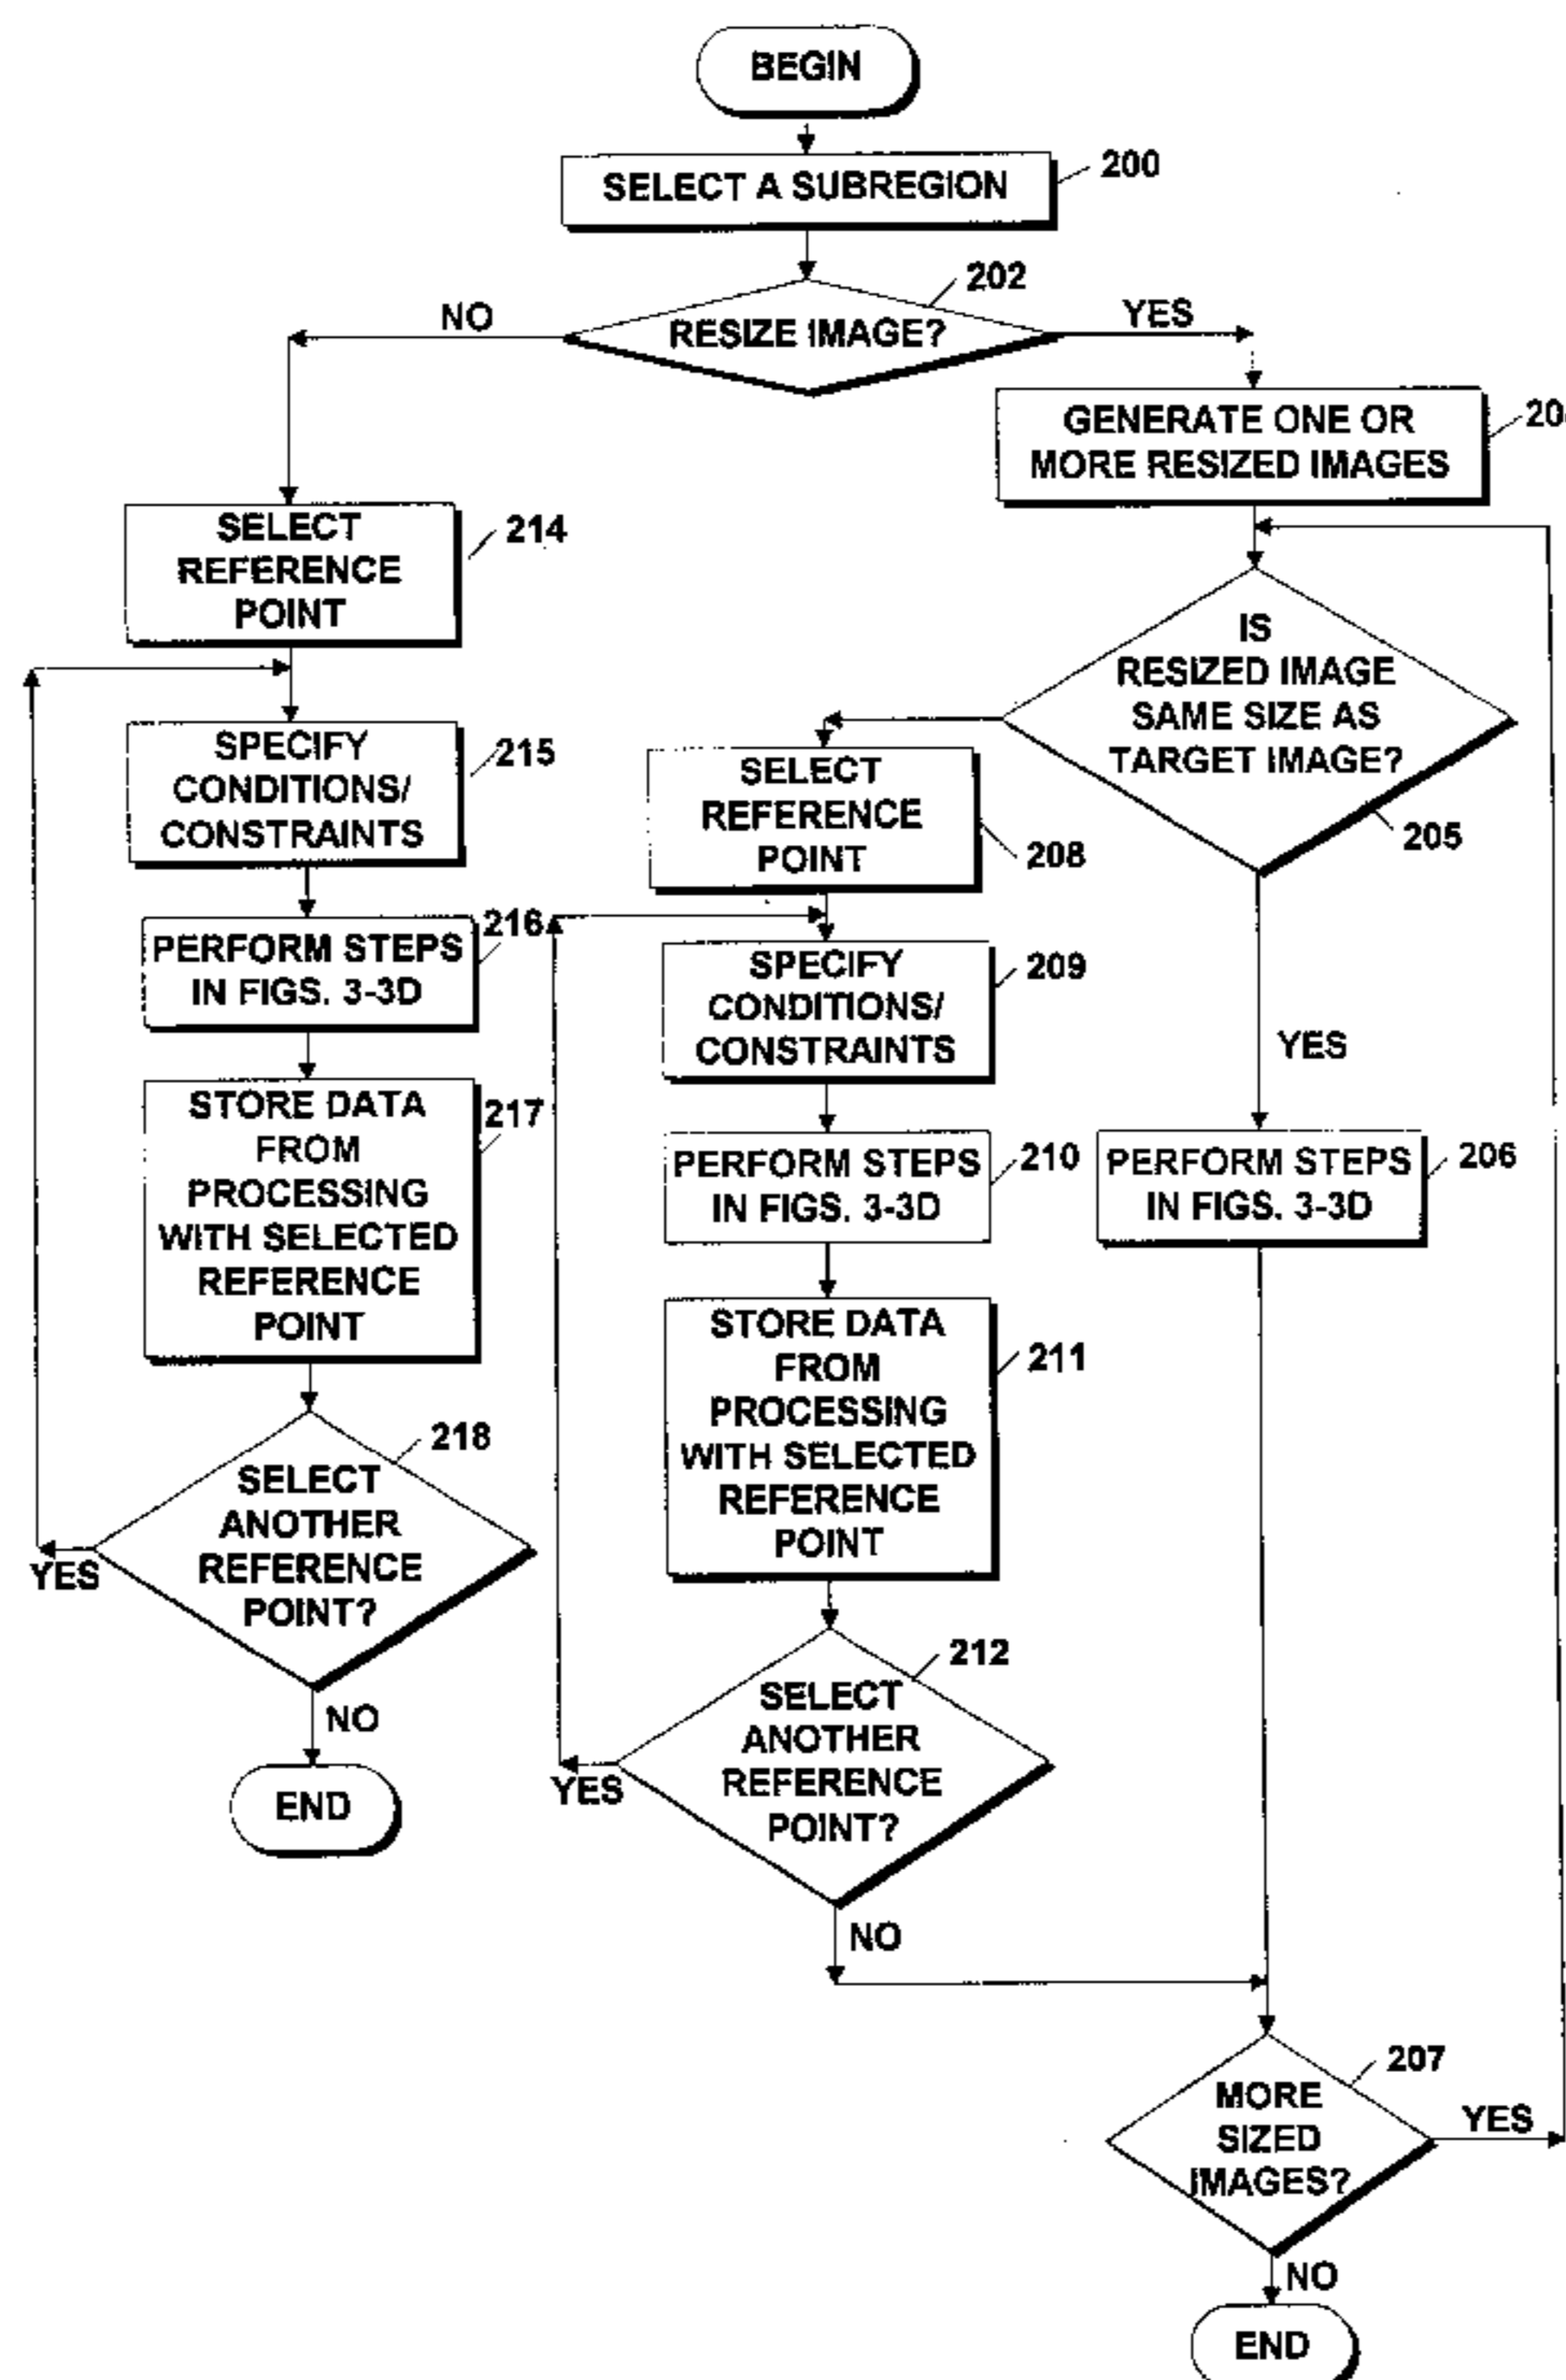 BEGIN
SELECT A SUBREGION
200
RESIZE IMAGE?
202
NO
YES
GENERATE ONE OR
MORE RESIZED IMAGES
SELECT
REFERENCE
POINT
214
IS
RESIZED IMAGE
SAME SIZE AS
TARGET IMAGE?
205
SPECIFY
CONDITIONS/
CONSTRAINTS
215
SELECT
REFERENCE
POINT
208
PERFORM STEPS
IN FIGS. 3-3D
216
SPECIFY
CONDITIONS/
CONSTRAINTS
209
YES
STORE DATA
FROM
PROCESSING
WITH SELECTED
REFERENCE
POINT
217
PERFORM STEPS
IN FIGS. 3-3D
210
PERFORM STEPS
IN FIGS. 3-3D
206
STORE DATA
FROM
PROCESSING
WITH SELECTED
REFERENCE
POINT
211
SELECT
ANOTHER
REFERENCE
POINT?
218
YES
NO
END
SELECT
ANOTHER
REFERENCE
POINT?
212
YES
NO
MORE
SIZED
IMAGES?
207
YES
NO
END